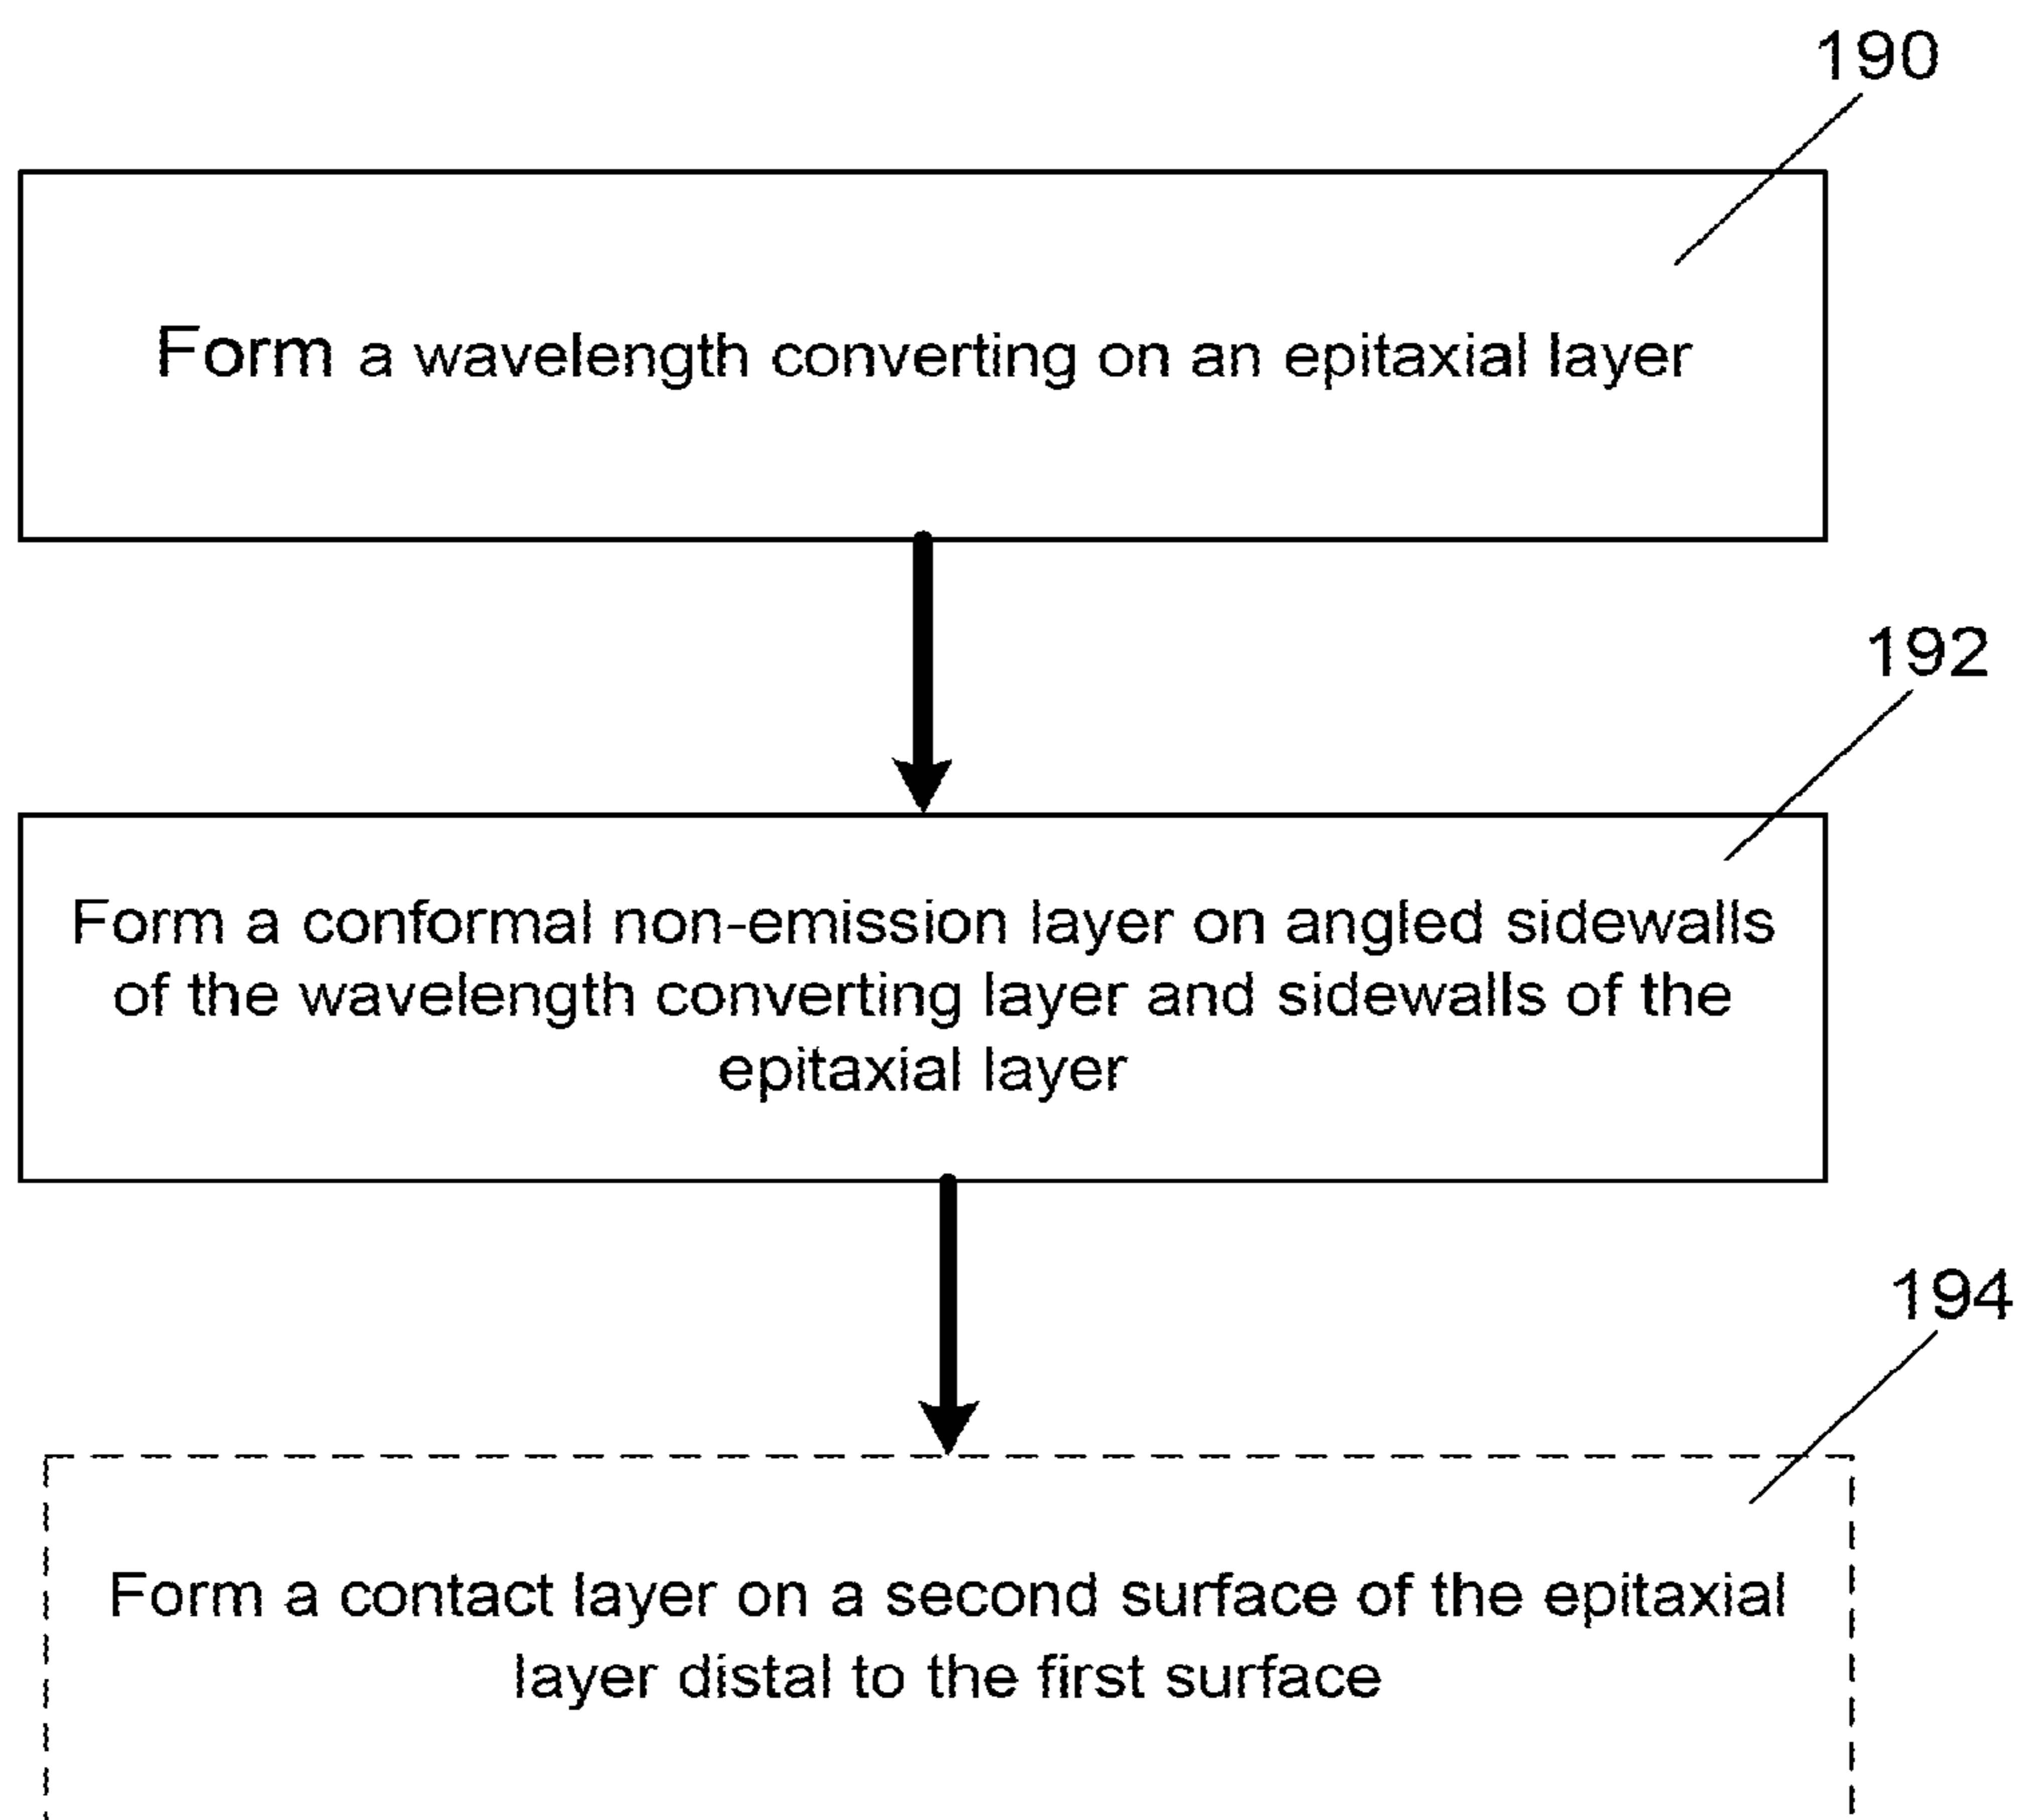 190
Form a wavelength converting on an epitaxial layer
192
Form a conformal non-emission layer on angled sidewalls
of the wavelength converting layer and sidewalls of the
epitaxial layer
194
Form a contact layer on a second surface of the epitaxial
layer distal to the first surface